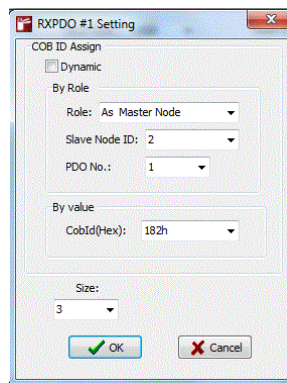 RXPDO #1 Setting
COB ID Assign
Dynamic
By Role
Role: As Master Node
Slave Node ID: 2
PDO No.: 1
By value
CobId(Hex): 182h
Size:
3
OK Cancel